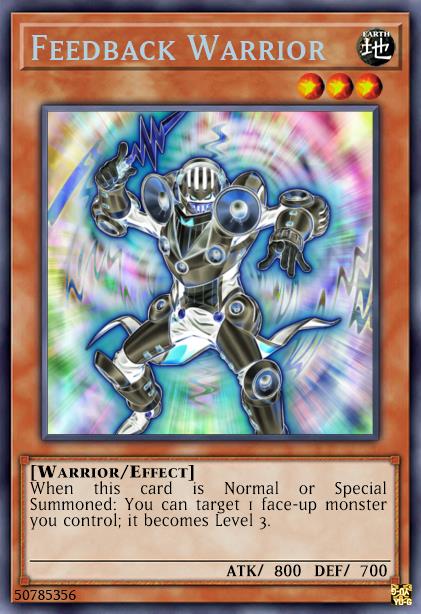 Feedback Warrior
EARTH
地
[Warrior/Effect]
When this card is Normal or Special
Summoned: You can target 1 face-up monster
you control; it becomes Level 3.
ATK/ 800 DEF/ 700
50785356